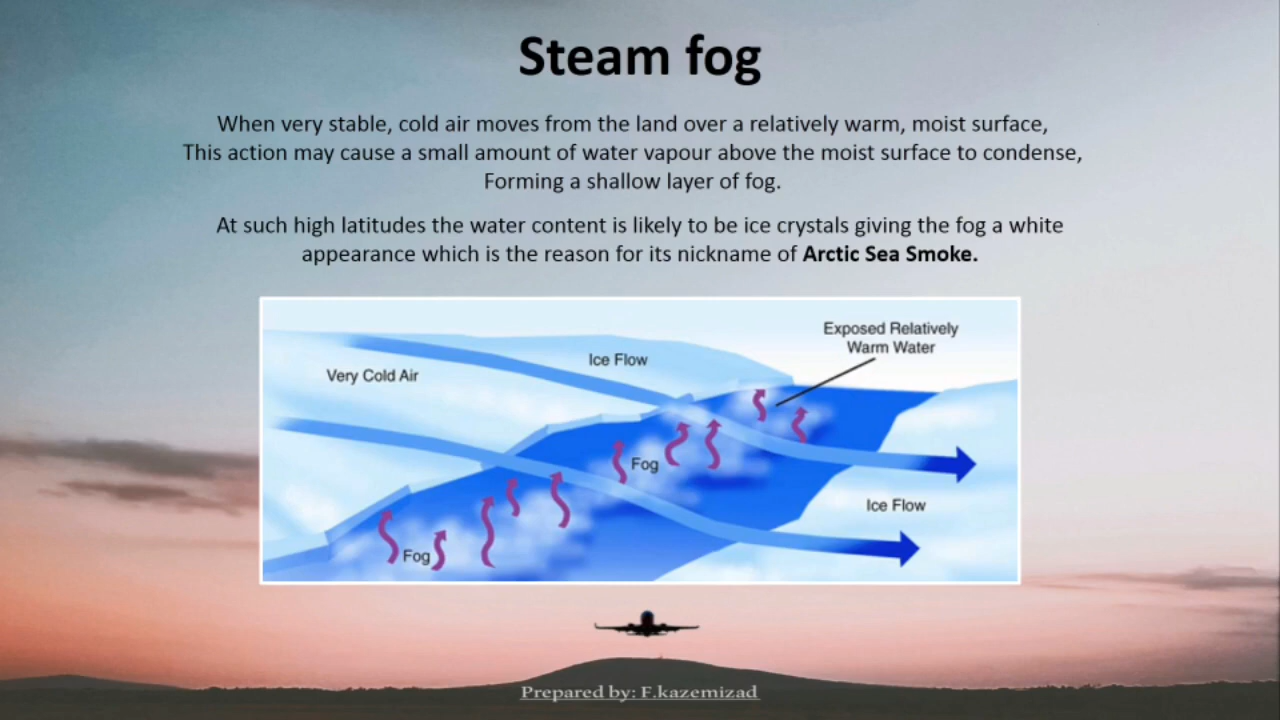 Steam fog
When very stable, cold air moves from the land over a relatively warm, moist surface,
This action may cause a small amount of water vapour above the moist surface to condense,
Forming a shallow layer of fog.
At such high latitudes the water content is likely to be ice crystals giving the fog a white
appearance which is the reason for its nickname of Arctic Sea Smoke.
Exposed Relatively
Warm Water
Ice Flow
Very Cold Air
Fog
Ice Flow
Fog
Prepared by: F.kazemizad